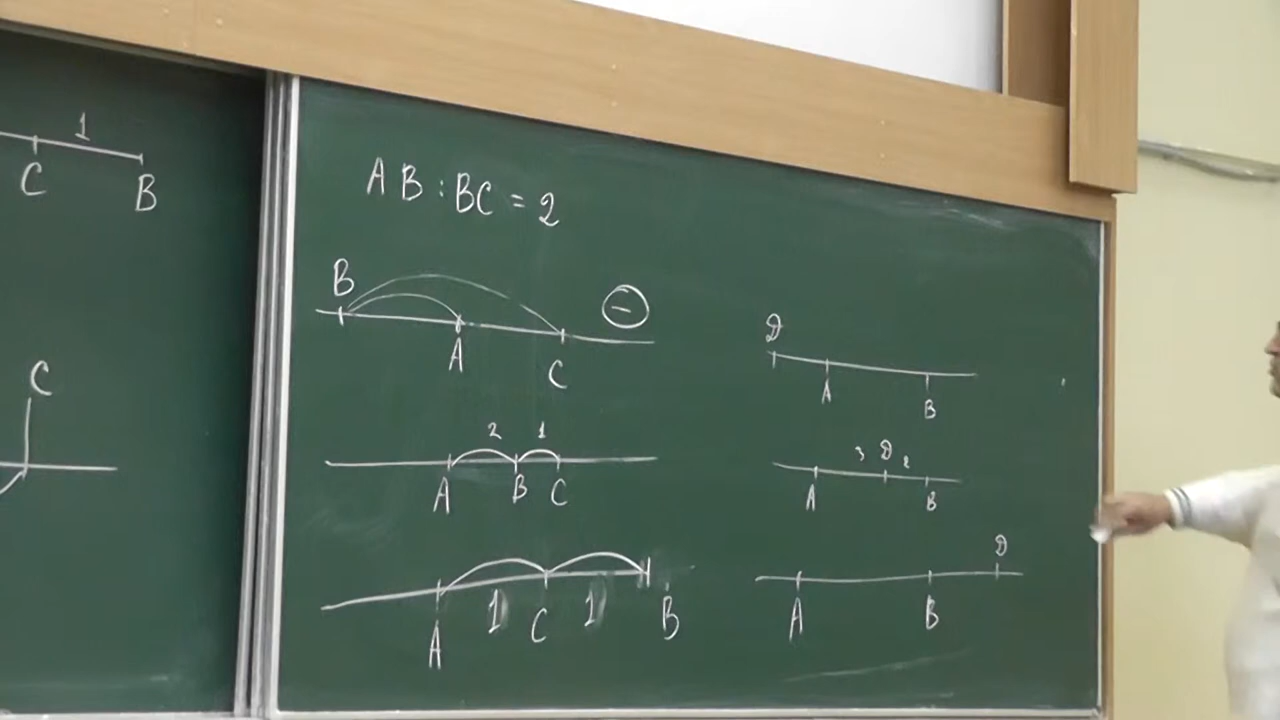 1
C B
C
AB : BC = 2
B
−
A C
2 1
A B C
1 1
A C B
D
A B
3 D 2
A B
D
A B